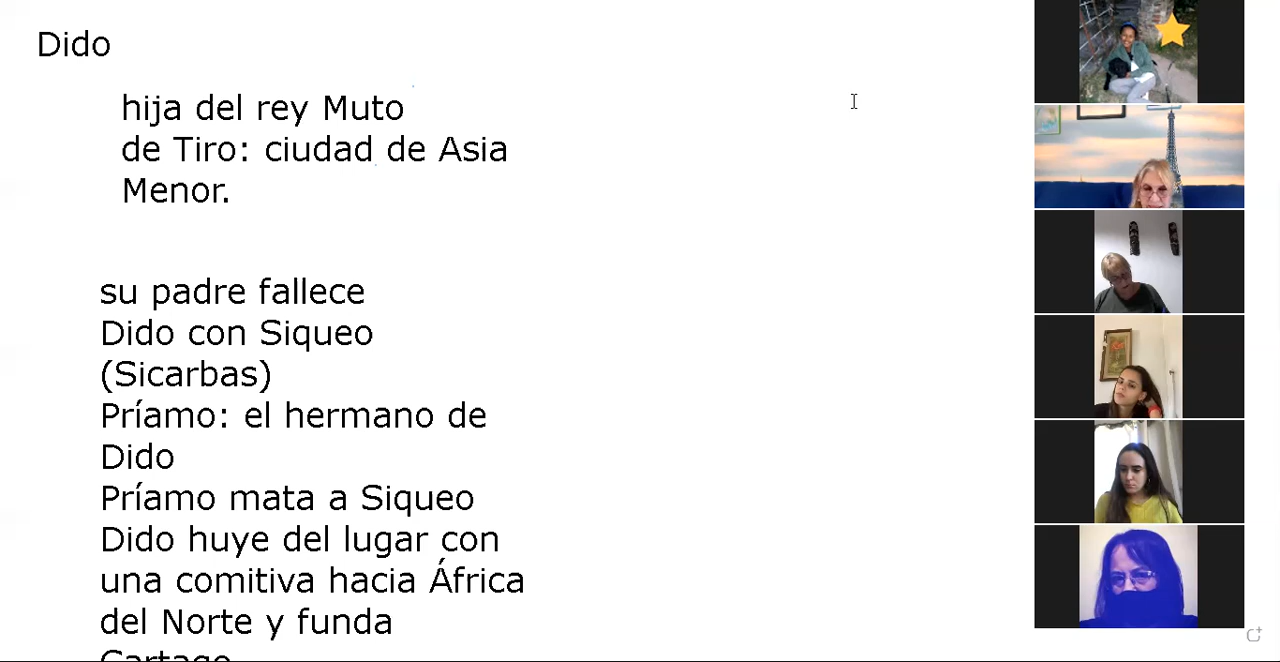 Dido
hija del rey Muto
de Tiro: ciudad de Asia
Menor.
su padre fallece
Dido con Siqueo
(Sicarbas)
Príamo: el hermano de
Dido
Príamo mata a Siqueo
Dido huye del lugar con
una comitiva hacia África
del Norte y funda
Cartago